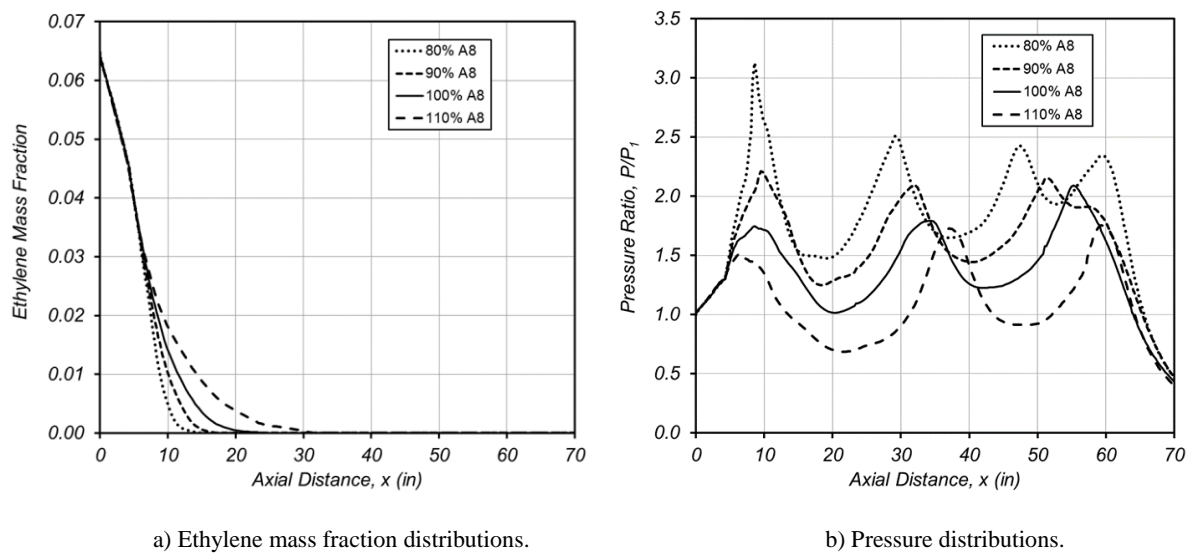 0.07
0.06
0.05
0.04
0.03
0.02
0.01
0.00
Ethylene Mass Fraction
80% A8
90% A8
100% A8
110% A8
0 10 20 30 40 50 60 70
Axial Distance, x (in)
a) Ethylene mass fraction distributions.
3.5
3.0
2.5
2.0
1.5
1.0
0.5
0.0
Pressure Ratio, P/P1
80% A8
90% A8
100% A8
110% A8
0 10 20 30 40 50 60 70
Axial Distance, x (in)
b) Pressure distributions.